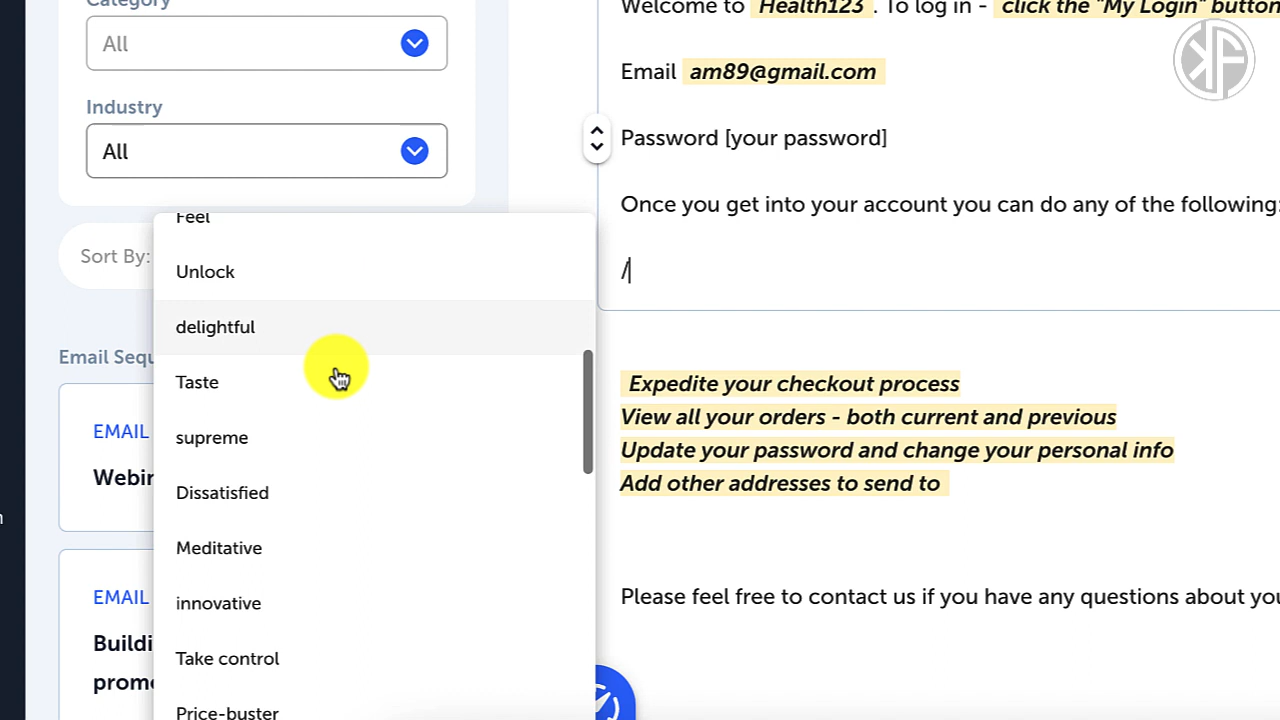 Category
All
Industry
All
Sort By:
Feel
Unlock
delightful
Taste
supreme
Dissatisfied
Meditative
innovative
Take control
Price-buster
Email Sequ
EMAIL
Webin
EMAIL
Buildi
promo
Welcome to Health123. To log in - click the "My Login" button
Email am89@gmail.com
Password [your password]
Once you get into your account you can do any of the following:
/
Expedite your checkout process
View all your orders - both current and previous
Update your password and change your personal info
Add other addresses to send to
Please feel free to contact us if you have any questions about you
KF